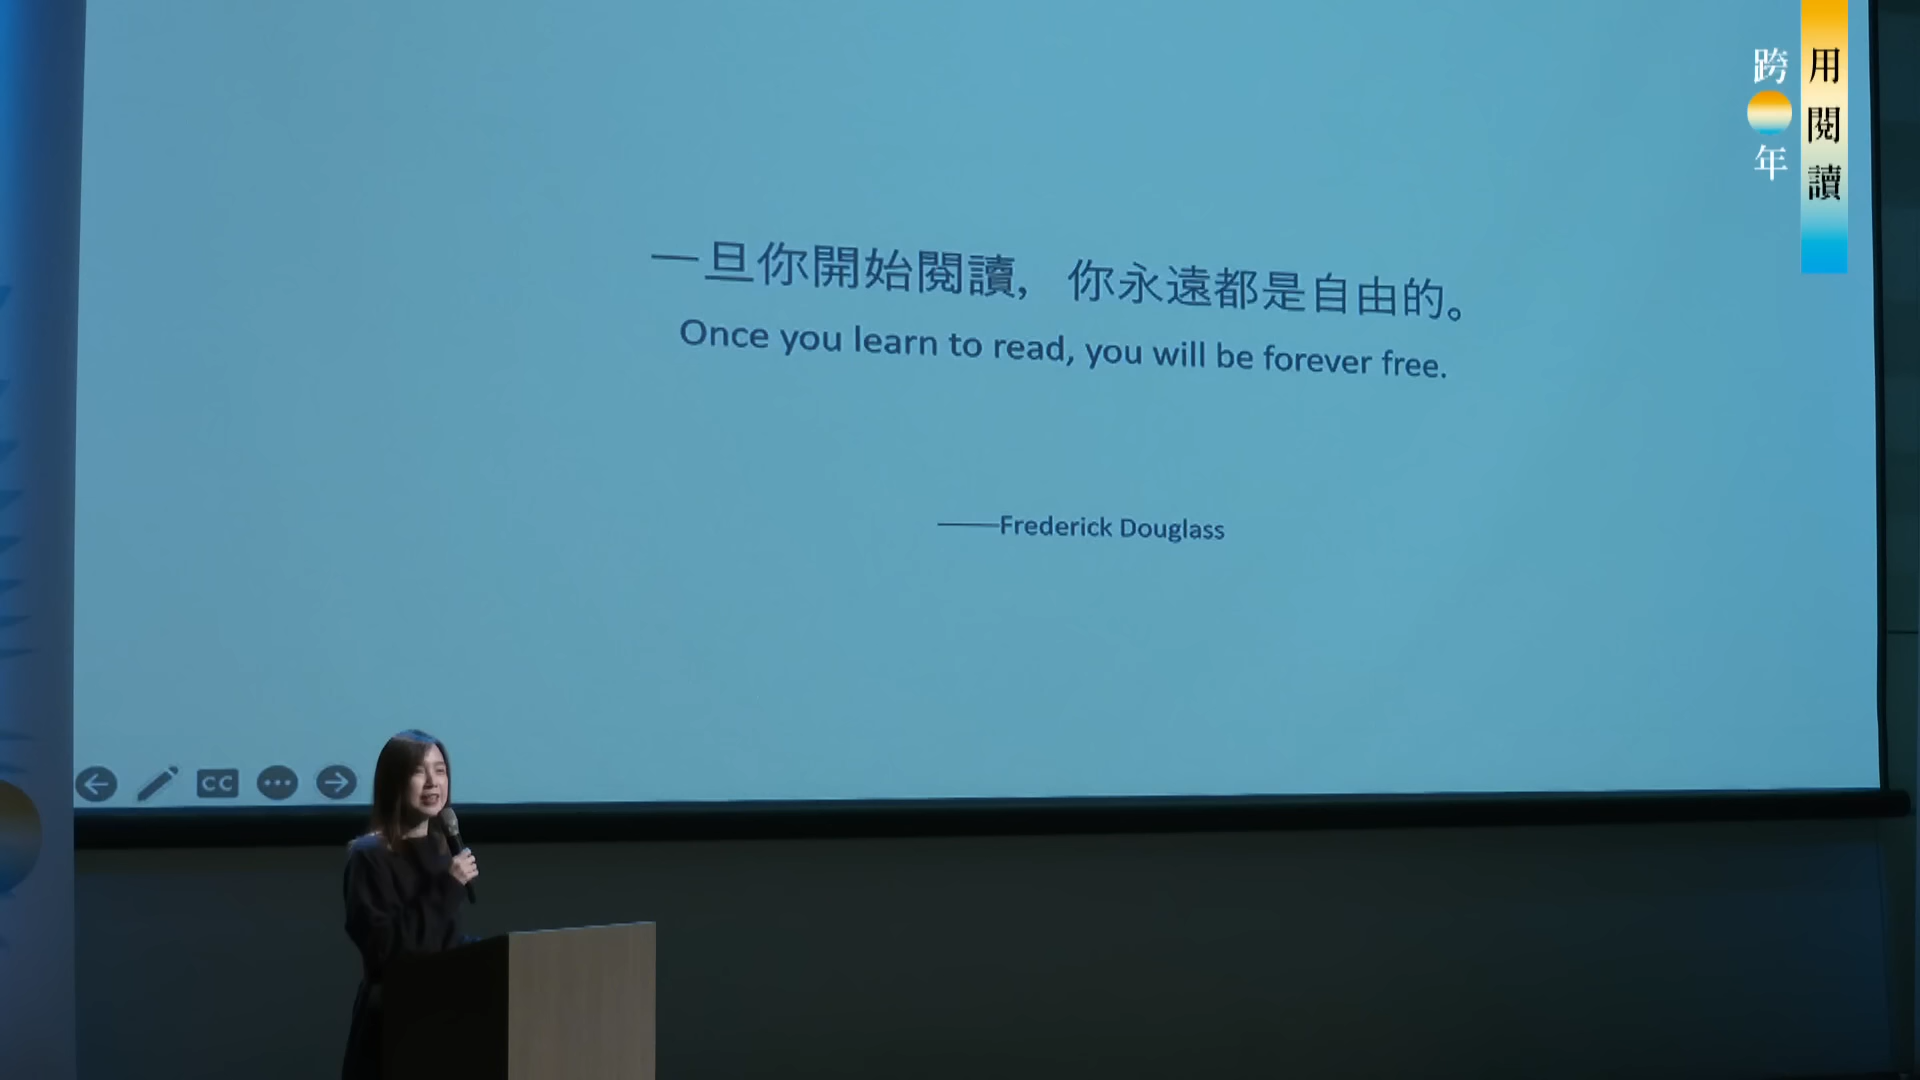 一旦你開始閱讀，你永遠都是自由的。
Once you learn to read, you will be forever free.
——Frederick Douglass
CC
用閱讀
跨年